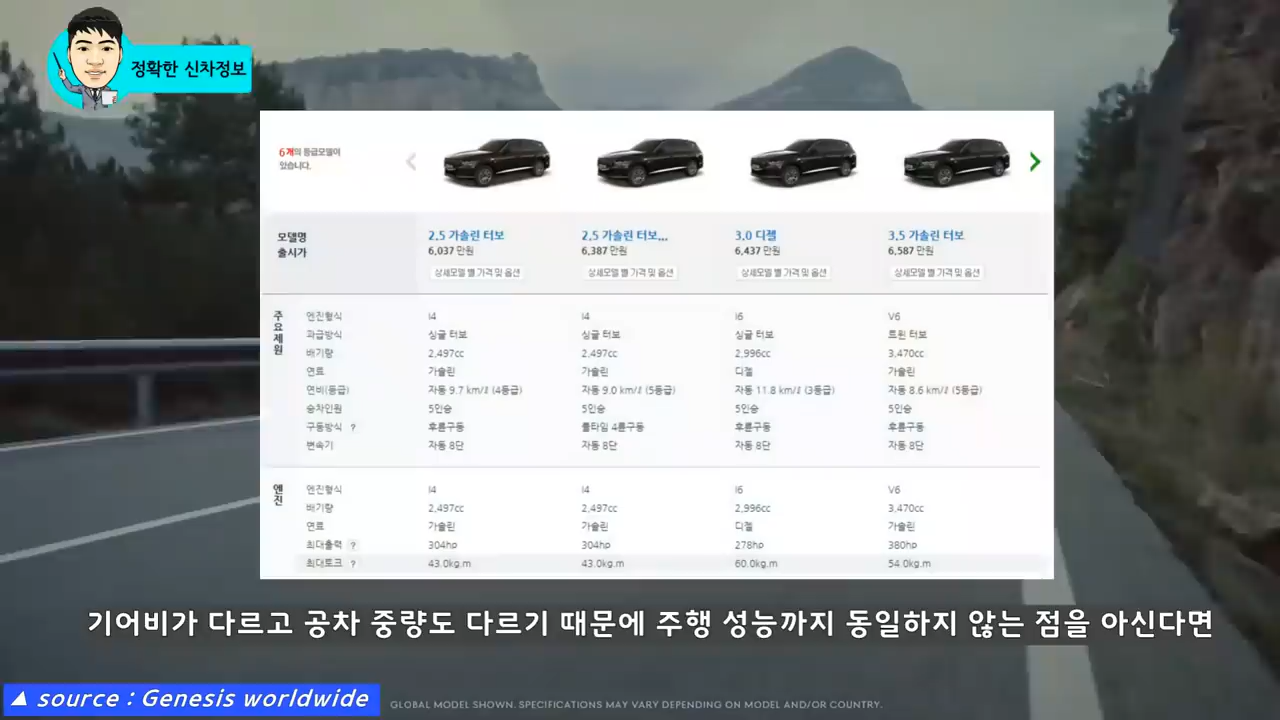 정확한 신차정보
6개의 등급모델이
있습니다.
모델명 2.5 가솔린 터보 2.5 가솔린 터보... 3.0 디젤 3.5 가솔린 터보
출시가 6,037 만원 6,387 만원 6,437 만원 6,587 만원
상세모델 별 가격 및 옵션 상세모델 별 가격 및 옵션 상세모델 별 가격 및 옵션 상세모델 별 가격 및 옵션
주요제원
엔진형식 I4 I4 I6 V6
과급방식 싱글 터보 싱글 터보 싱글 터보 트윈 터보
배기량 2,497cc 2,497cc 2,996cc 3,470cc
연료 가솔린 가솔린 디젤 가솔린
연비(등급) 자동 9.7 km/ℓ (4등급) 자동 9.0 km/ℓ (5등급) 자동 11.8 km/ℓ (3등급) 자동 8.6 km/ℓ (5등급)
승차인원 5인승 5인승 5인승 5인승
구동방식 ? 후륜구동 풀타임 4륜구동 후륜구동 후륜구동
변속기 자동 8단 자동 8단 자동 8단 자동 8단
엔진
엔진형식 I4 I4 I6 V6
배기량 2,497cc 2,497cc 2,996cc 3,470cc
연료 가솔린 가솔린 디젤 가솔린
최대출력 ? 304hp 304hp 278hp 380hp
최대토크 ? 43.0kg.m 43.0kg.m 60.0kg.m 54.0kg.m
기어비가 다르고 공차 중량도 다르기 때문에 주행 성능까지 동일하지 않는 점을 아신다면
▲ source : Genesis worldwide
GLOBAL MODEL SHOWN. SPECIFICATIONS MAY VARY DEPENDING ON MODEL AND/OR COUNTRY.